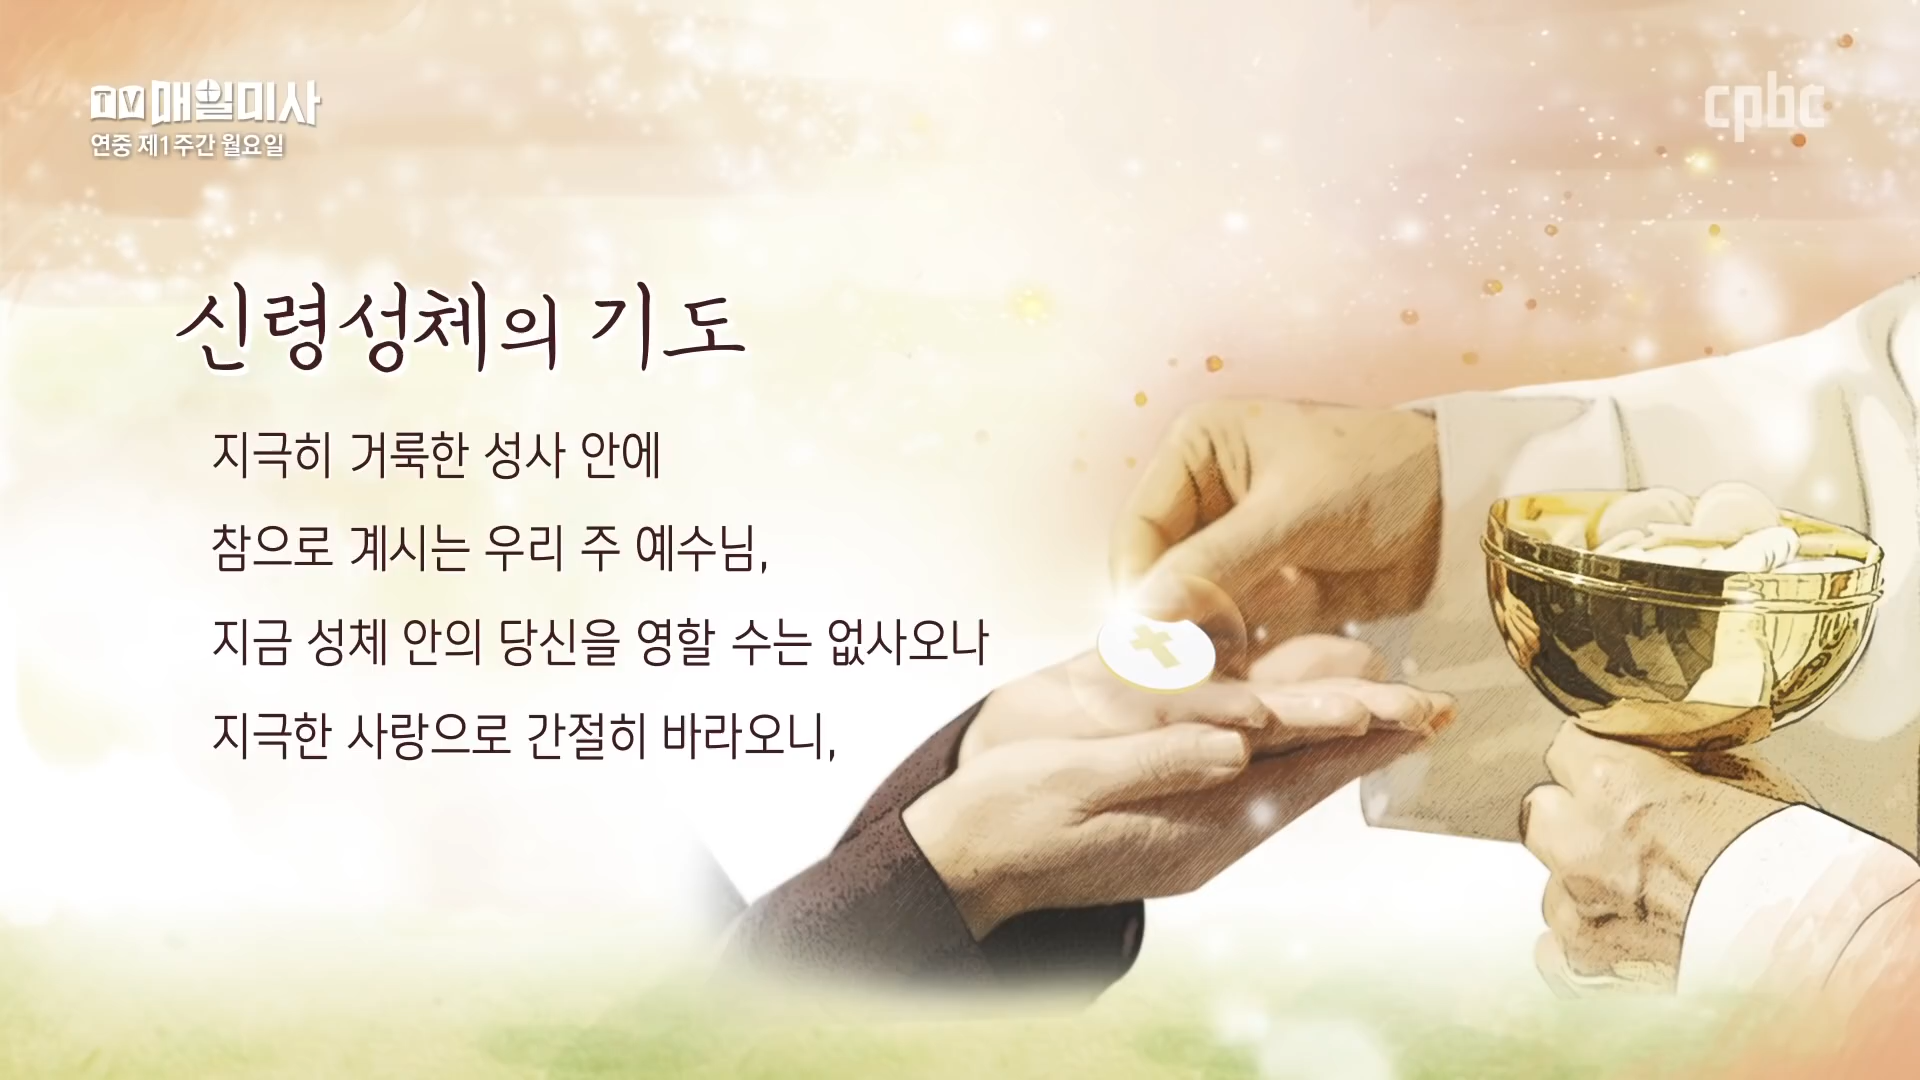 TV매일미사
연중 제1주간 월요일
cpbc
신령성체의 기도
지극히 거룩한 성사 안에
참으로 계시는 우리 주 예수님,
지금 성체 안의 당신을 영할 수는 없사오나
지극한 사랑으로 간절히 바라오니,